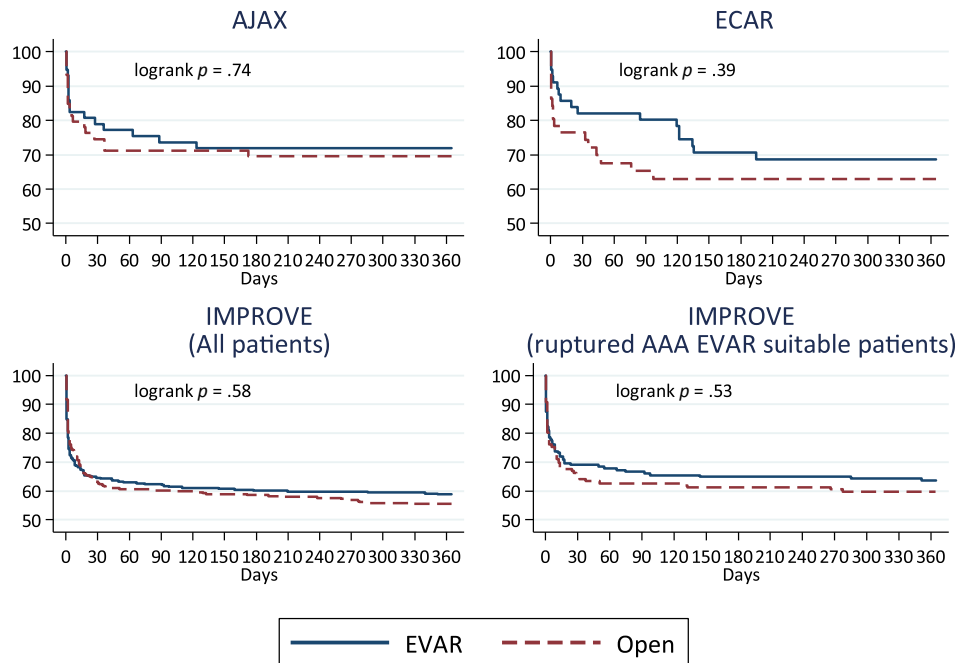 AJAX
100
90
80
70
60
50
logrank p = .74
0 30 60 90 120 150 180 210 240 270 300 330 360
Days
ECAR
100
90
80
70
60
50
logrank p = .39
0 30 60 90 120 150 180 210 240 270 300 330 360
Days
IMPROVE
(All patients)
100
90
80
70
60
50
logrank p = .58
0 30 60 90 120 150 180 210 240 270 300 330 360
Days
IMPROVE
(ruptured AAA EVAR suitable patients)
100
90
80
70
60
50
logrank p = .53
0 30 60 90 120 150 180 210 240 270 300 330 360
Days
EVAR Open